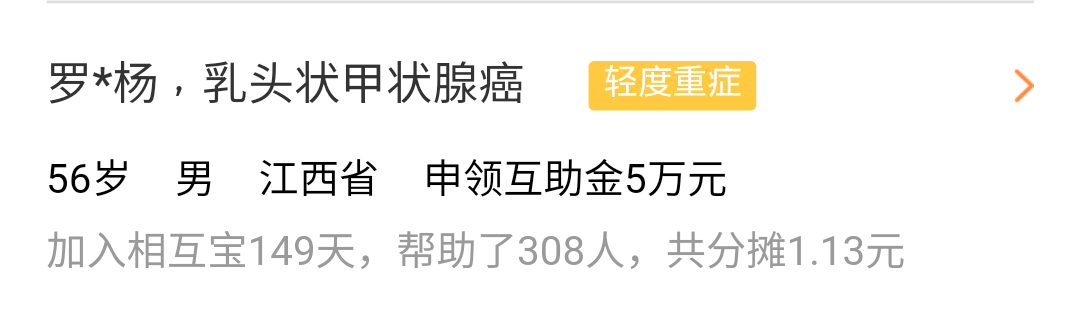 罗*杨，乳头状甲状腺癌 轻度重症
56岁 男 江西省 申领互助金5万元
加入相互宝149天，帮助了308人，共分摊1.13元